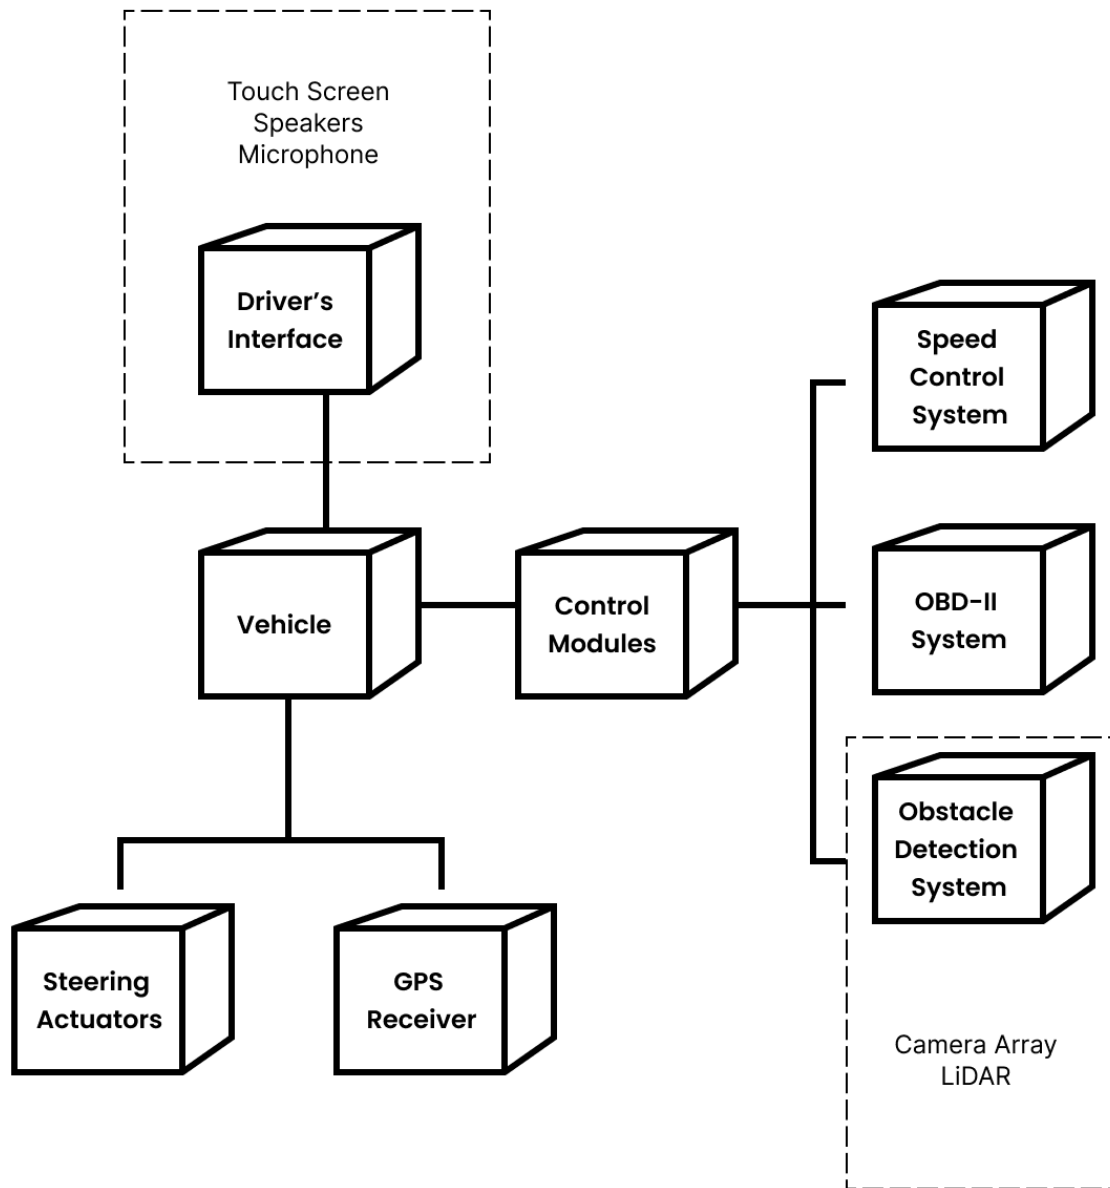 Touch Screen
Speakers
Microphone
Driver’s
Interface
Speed
Control
System
Vehicle
Control
Modules
OBD-II
System
Obstacle
Detection
System
Steering
Actuators
GPS
Receiver
Camera Array
LiDAR